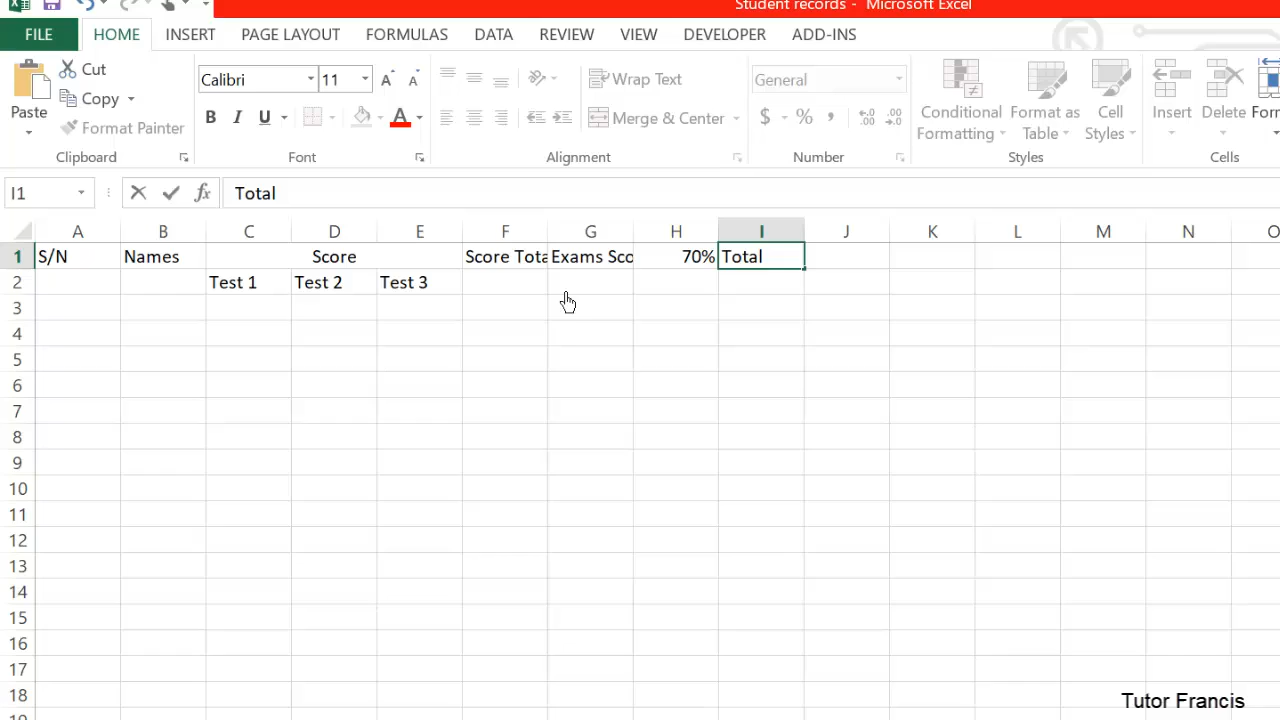 Student records - Microsoft Excel
FILE HOME INSERT PAGE LAYOUT FORMULAS DATA REVIEW VIEW DEVELOPER ADD-INS
Cut
Copy
Format Painter
Paste
Clipboard
Calibri 11
B I U A
Font
Wrap Text
Merge & Center
Alignment
General
$ % ,
Number
Conditional Formatting
Format as Table
Cell Styles
Styles
Insert Delete
Cells
I1 fx Total
A B C D E F G H I J K L M N O
1 S/N Names Score Score Tota Exams Sco 70% Total
2 Test 1 Test 2 Test 3
3
4
5
6
7
8
9
10
11
12
13
14
15
16
17
18
Tutor Francis